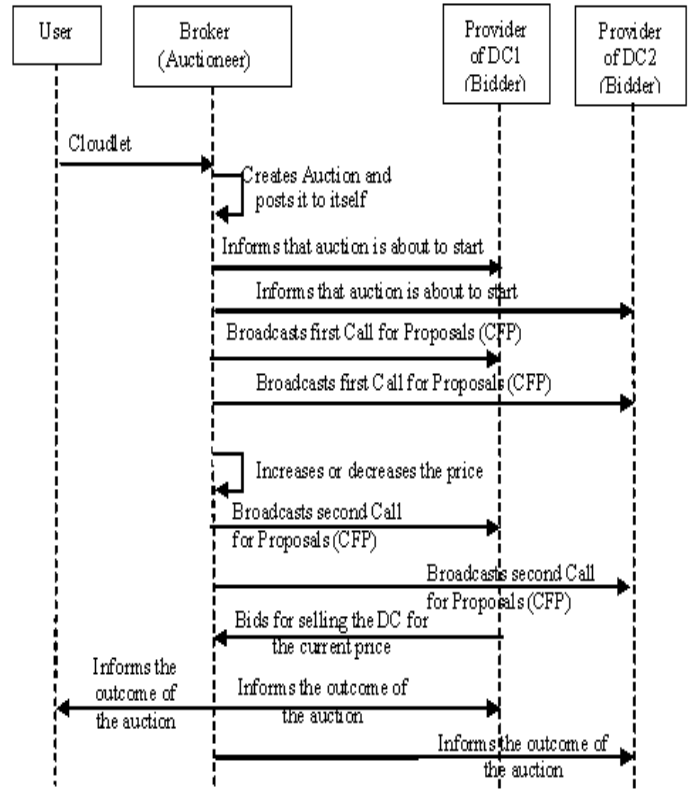 User
Broker
(Auctioneer)
Provider
of DC1
(Bidder)
Provider
of DC2
(Bidder)
Cloudlet
Creates Auction and
posts it to itself
Informs that auction is about to start
Informs that auction is about to start
Broadcasts first Call for Proposals (CFP)
Broadcasts first Call for Proposals (CFP)
Increases or decreases the price
Broadcasts second Call
for Proposals (CFP)
Broadcasts second Call
for Proposals (CFP)
Bids for selling the DC for
the current price
Informs the
outcome of
the auction
Informs the outcome of
the auction
Informs the outcome of
the auction